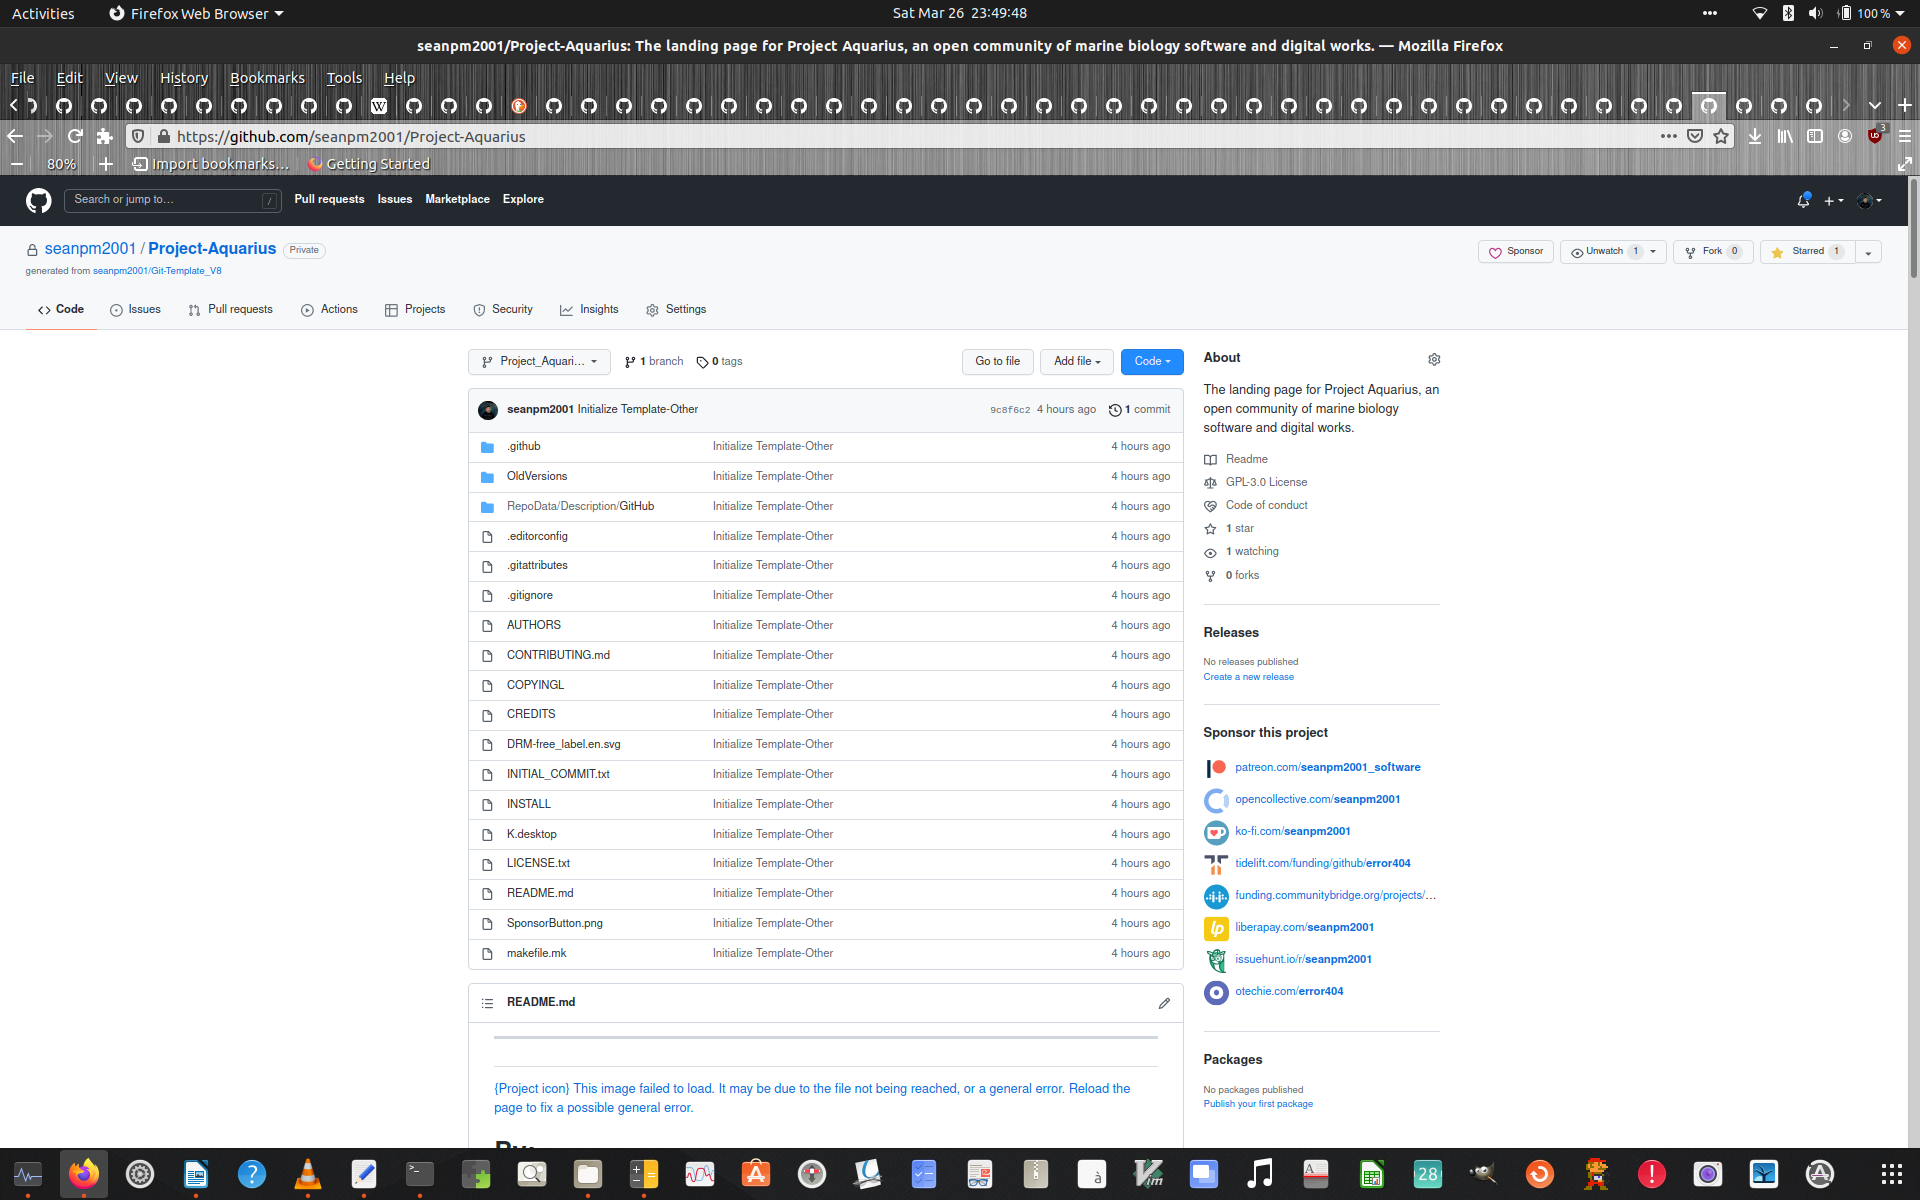 Activities Firefox Web Browser Sat Mar 26 23:49:48 100 %
seanpm2001/Project-Aquarius: The landing page for Project Aquarius, an open community of marine biology software and digital works. — Mozilla Firefox
File Edit View History Bookmarks Tools Help
https://github.com/seanpm2001/Project-Aquarius 3
80% Import bookmarks... Getting Started
Search or jump to... / Pull requests Issues Marketplace Explore
seanpm2001 / Project-Aquarius Private Sponsor Unwatch 1 Fork 0 Starred 1
generated from seanpm2001/Git-Template_V8
Code Issues Pull requests Actions Projects Security Insights Settings
Project_Aquari... 1 branch 0 tags Go to file Add file Code
seanpm2001 Initialize Template-Other 9c8f6c2 4 hours ago 1 commit
.github Initialize Template-Other 4 hours ago
OldVersions Initialize Template-Other 4 hours ago
RepoData/Description/GitHub Initialize Template-Other 4 hours ago
.editorconfig Initialize Template-Other 4 hours ago
.gitattributes Initialize Template-Other 4 hours ago
.gitignore Initialize Template-Other 4 hours ago
AUTHORS Initialize Template-Other 4 hours ago
CONTRIBUTING.md Initialize Template-Other 4 hours ago
COPYINGL Initialize Template-Other 4 hours ago
CREDITS Initialize Template-Other 4 hours ago
DRM-free_label.en.svg Initialize Template-Other 4 hours ago
INITIAL_COMMIT.txt Initialize Template-Other 4 hours ago
INSTALL Initialize Template-Other 4 hours ago
K.desktop Initialize Template-Other 4 hours ago
LICENSE.txt Initialize Template-Other 4 hours ago
README.md Initialize Template-Other 4 hours ago
SponsorButton.png Initialize Template-Other 4 hours ago
makefile.mk Initialize Template-Other 4 hours ago
README.md
{Project icon} This image failed to load. It may be due to the file not being reached, or a general error. Reload the
page to fix a possible general error.
By:
About
The landing page for Project Aquarius, an
open community of marine biology
software and digital works.
Readme
GPL-3.0 License
Code of conduct
1 star
1 watching
0 forks
Releases
No releases published
Create a new release
Sponsor this project
patreon.com/seanpm2001_software
opencollective.com/seanpm2001
ko-fi.com/seanpm2001
tidelift.com/funding/github/error404
funding.communitybridge.org/projects/...
liberapay.com/seanpm2001
issuehunt.io/r/seanpm2001
otechie.com/error404
Packages
No packages published
Publish your first package
28